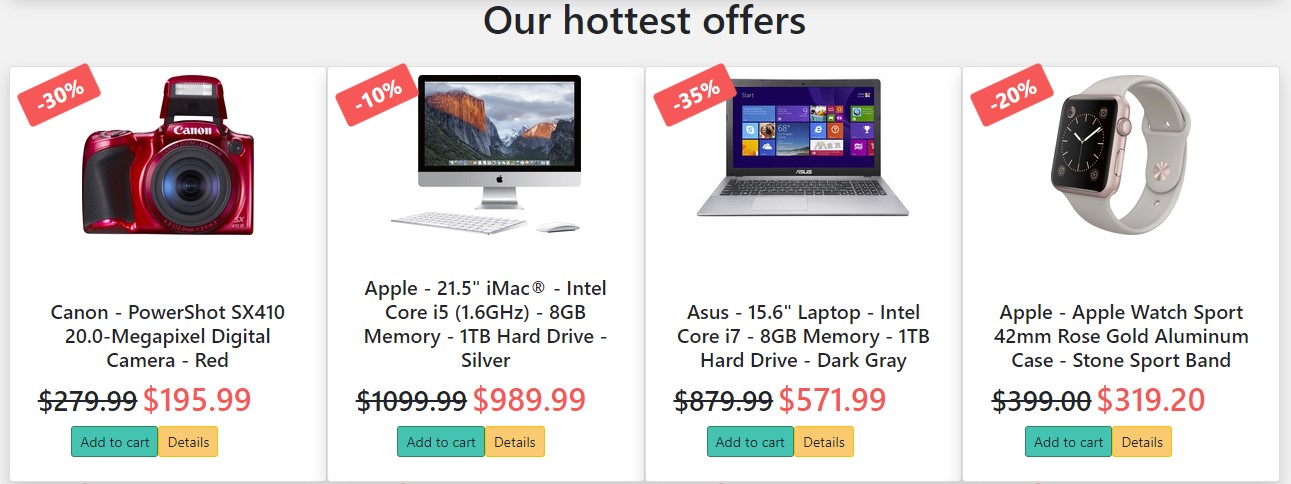 Our hottest offers
-30%
Canon
SX
Canon - PowerShot SX410
20.0-Megapixel Digital
Camera - Red
$279.99 $195.99
Add to cart Details
-10%
Apple - 21.5" iMac® - Intel
Core i5 (1.6GHz) - 8GB
Memory - 1TB Hard Drive -
Silver
$1099.99 $989.99
Add to cart Details
-35%
Start
68°
ASUS
Asus - 15.6" Laptop - Intel
Core i7 - 8GB Memory - 1TB
Hard Drive - Dark Gray
$879.99 $571.99
Add to cart Details
-20%
Apple - Apple Watch Sport
42mm Rose Gold Aluminum
Case - Stone Sport Band
$399.00 $319.20
Add to cart Details